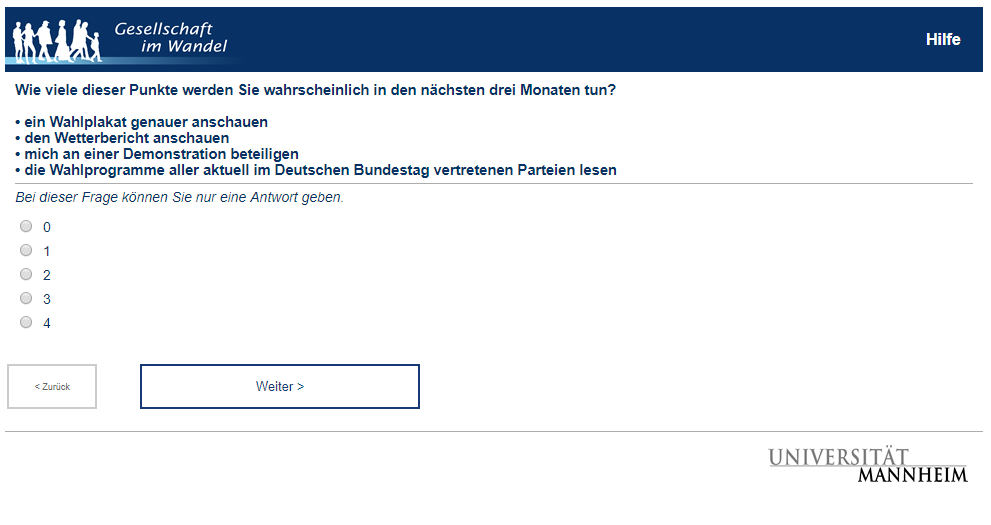 Gesellschaft
im Wandel
Hilfe
Wie viele dieser Punkte werden Sie wahrscheinlich in den nächsten drei Monaten tun?
• ein Wahlplakat genauer anschauen
• den Wetterbericht anschauen
• mich an einer Demonstration beteiligen
• die Wahlprogramme aller aktuell im Deutschen Bundestag vertretenen Parteien lesen
Bei dieser Frage können Sie nur eine Antwort geben.
0
1
2
3
4
< Zurück
Weiter >
UNIVERSITÄT
MANNHEIM